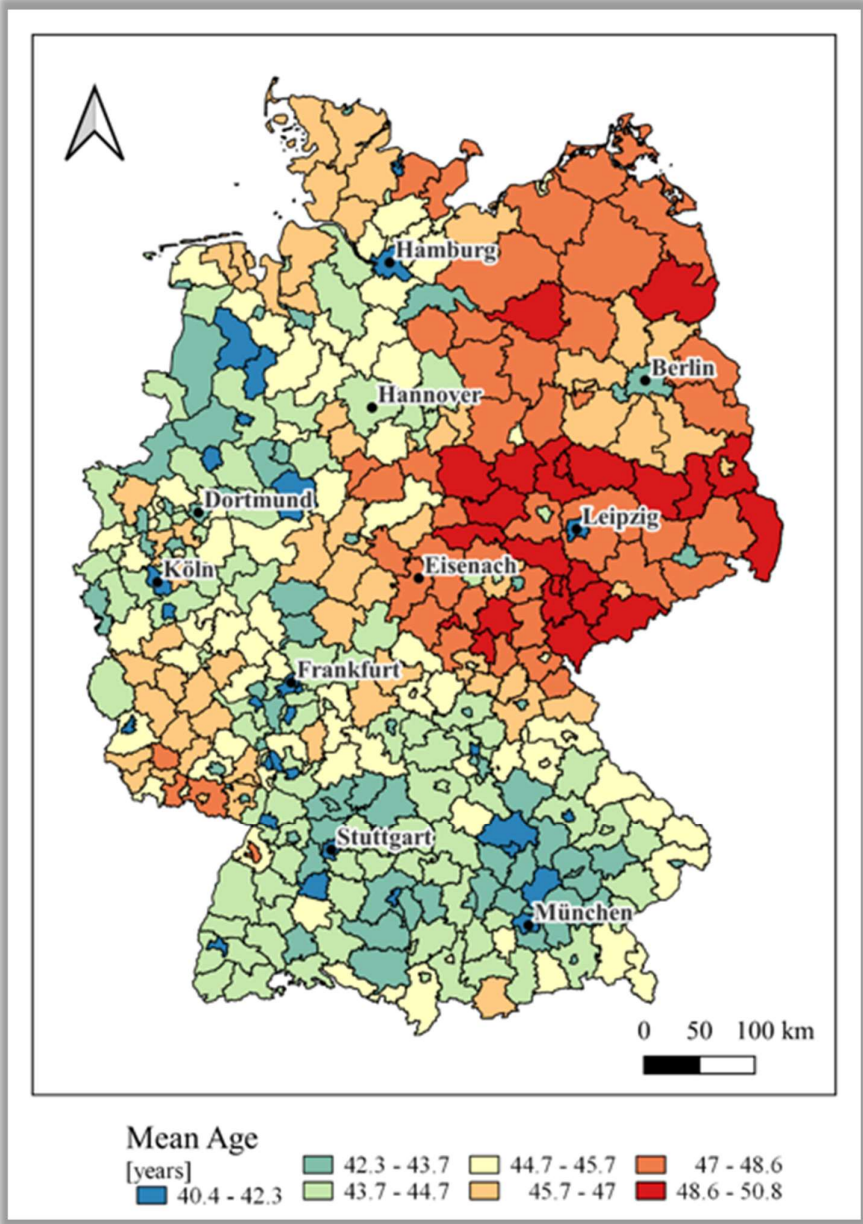 Hamburg
Berlin
Hannover
Dortmund
Leipzig
Köln
Eisenach
Frankfurt
Stuttgart
München
0 50 100 km
Mean Age
[years]
40.4 - 42.3
42.3 - 43.7
43.7 - 44.7
44.7 - 45.7
45.7 - 47
47 - 48.6
48.6 - 50.8